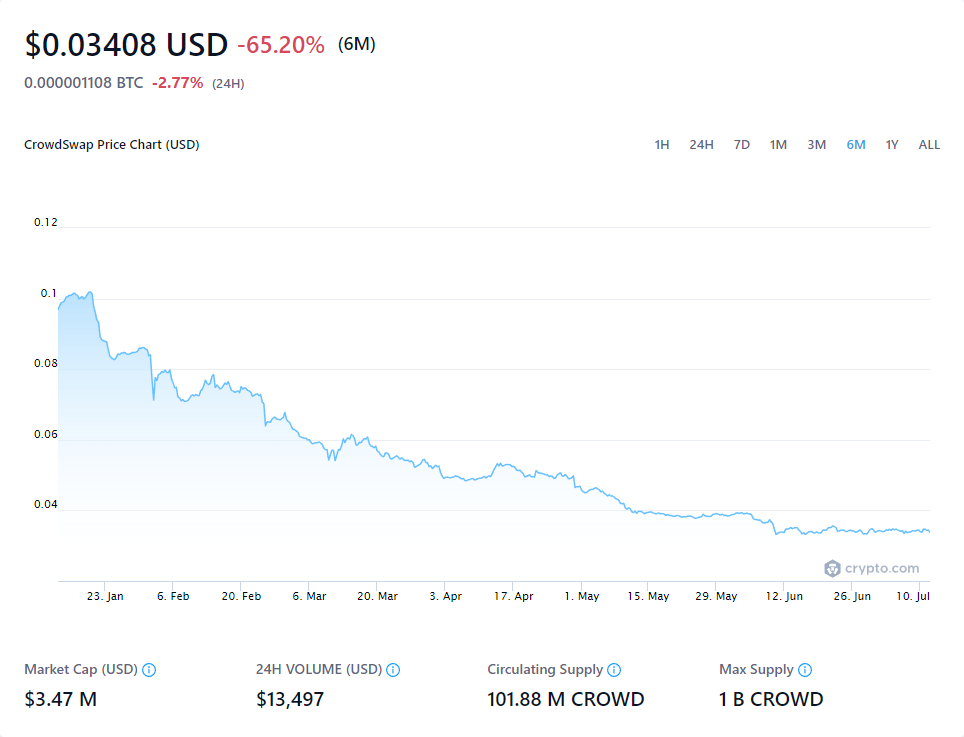 $0.03408 USD -65.20% (6M)
0.000001108 BTC -2.77% (24H)
CrowdSwap Price Chart (USD) 1H 24H 7D 1M 3M 6M 1Y ALL
0.12
0.1
0.08
0.06
0.04
crypto.com
23. Jan 6. Feb 20. Feb 6. Mar 20. Mar 3. Apr 17. Apr 1. May 15. May 29. May 12. Jun 26. Jun 10. Jul
Market Cap (USD) 24H VOLUME (USD) Circulating Supply Max Supply
$3.47 M $13,497 101.88 M CROWD 1 B CROWD